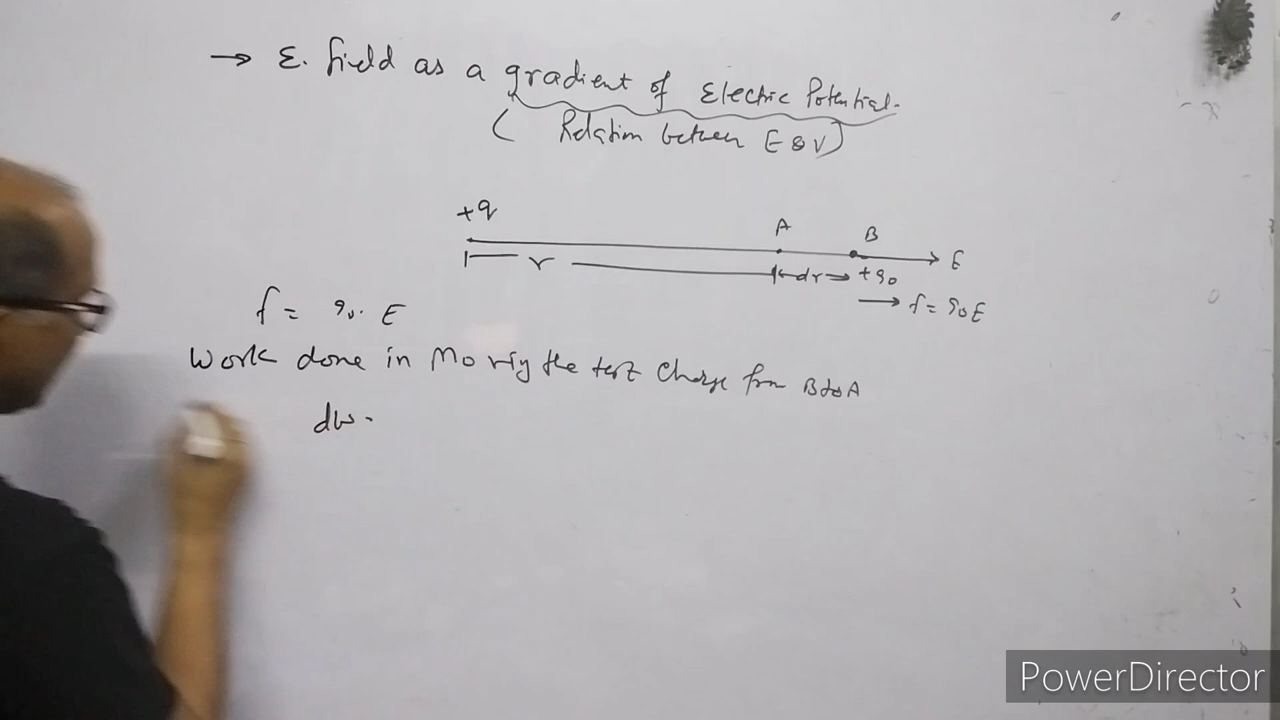 → E. field as a gradient of Electric Potential.
( Relation between E & V )
+q
A
B
E
r
dr
+q₀
f = q₀E
f = q₀. E
Work done in Moving the test Charge from B to A
dW -
PowerDirector